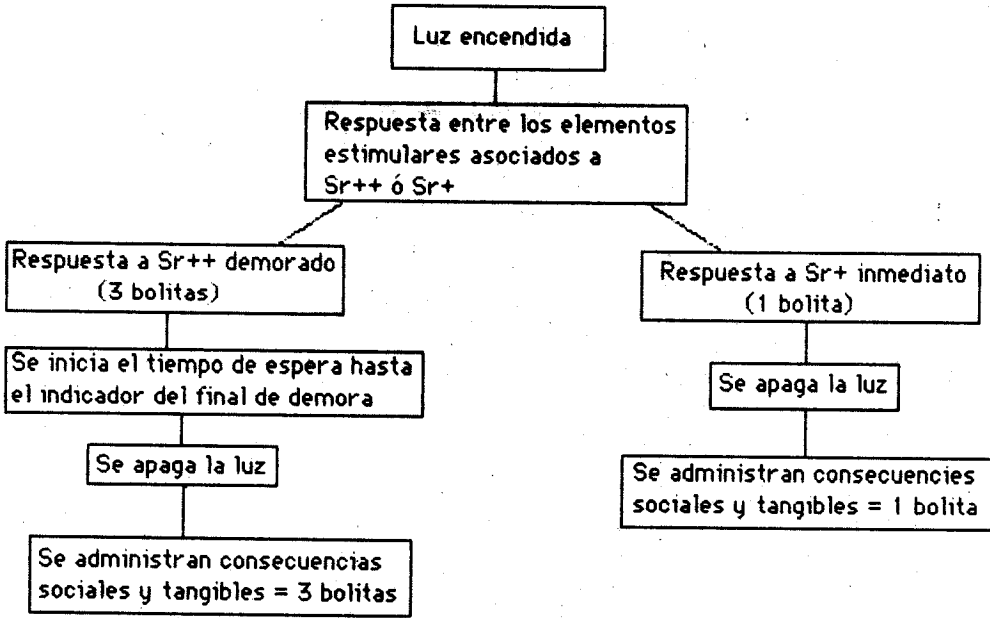 Luz encendida
Respuesta entre los elementos
estimulares asociados a
Sr++ ó Sr+
Respuesta a Sr++ demorado
(3 bolitas)
Se inicia el tiempo de espera hasta
el indicador del final de demora
Se apaga la luz
Se administran consecuencias
sociales y tangibles = 3 bolitas
Respuesta a Sr+ inmediato
(1 bolita)
Se apaga la luz
Se administran consecuencies
sociales y tangibles = 1 bolita